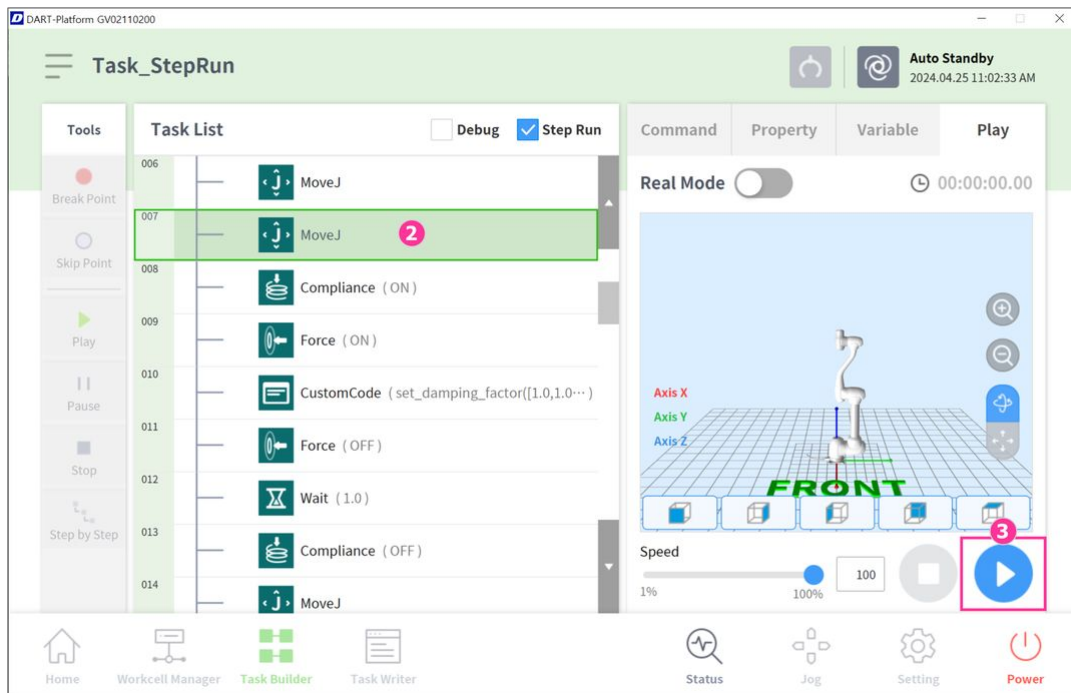 DART-Platform GV02110200
Task_StepRun
Auto Standby
2024.04.25 11:02:33 AM
Tools
Task List
Debug
Step Run
Command
Property
Variable
Play
Break Point
Skip Point
Play
Pause
Stop
Step by Step
006
MoveJ
007
MoveJ
2
008
Compliance (ON)
009
Force (ON)
010
CustomCode (set_damping_factor([1.0,1.0⋯)
011
Force (OFF)
012
Wait (1.0)
013
Compliance (OFF)
014
MoveJ
Real Mode
00:00:00.00
Axis X
Axis Y
Axis Z
FRONT
3
Speed
1%
100%
100
Home
Workcell Manager
Task Builder
Task Writer
Status
Jog
Setting
Power